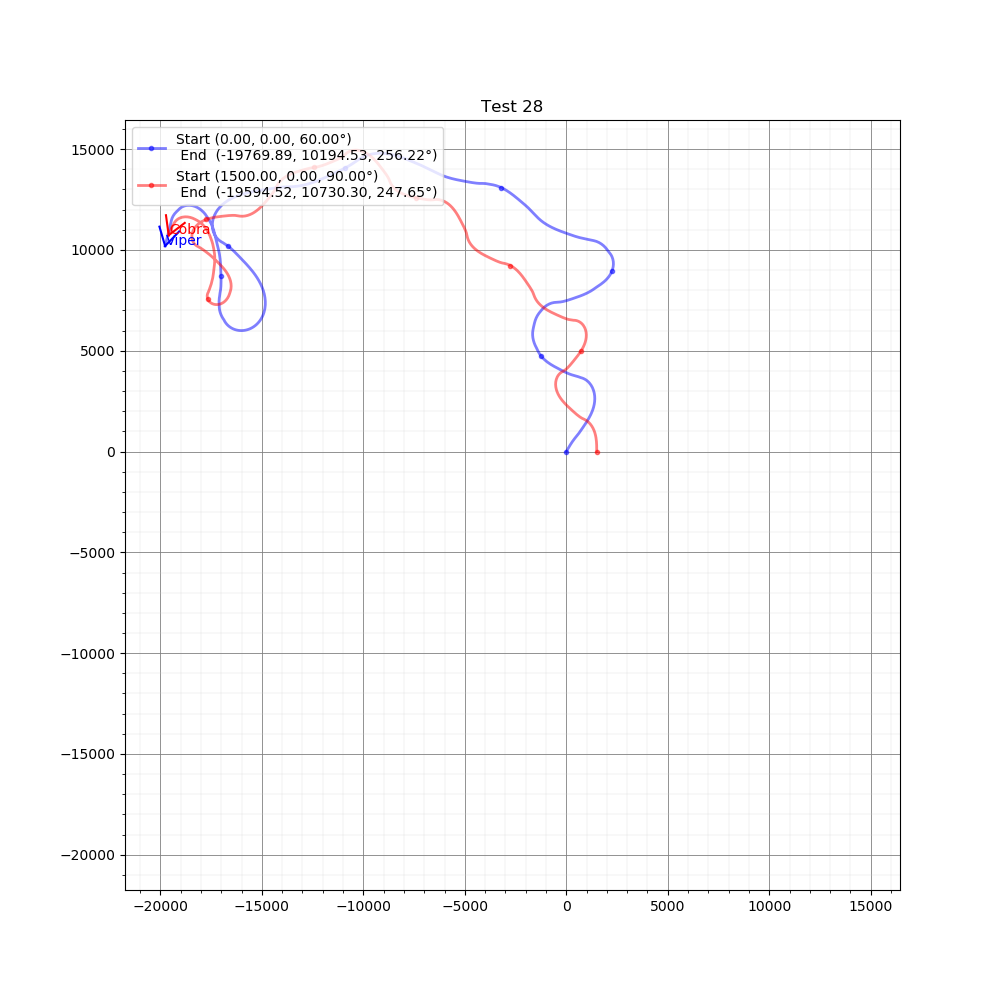 Test 28
Start (0.00, 0.00, 60.00°)
End (-19769.89, 10194.53, 256.22°)
Start (1500.00, 0.00, 90.00°)
End (-19594.52, 10730.30, 247.65°)
Cobra
Viper
15000
10000
5000
0
−5000
−10000
−15000
−20000
−20000 −15000 −10000 −5000 0 5000 10000 15000